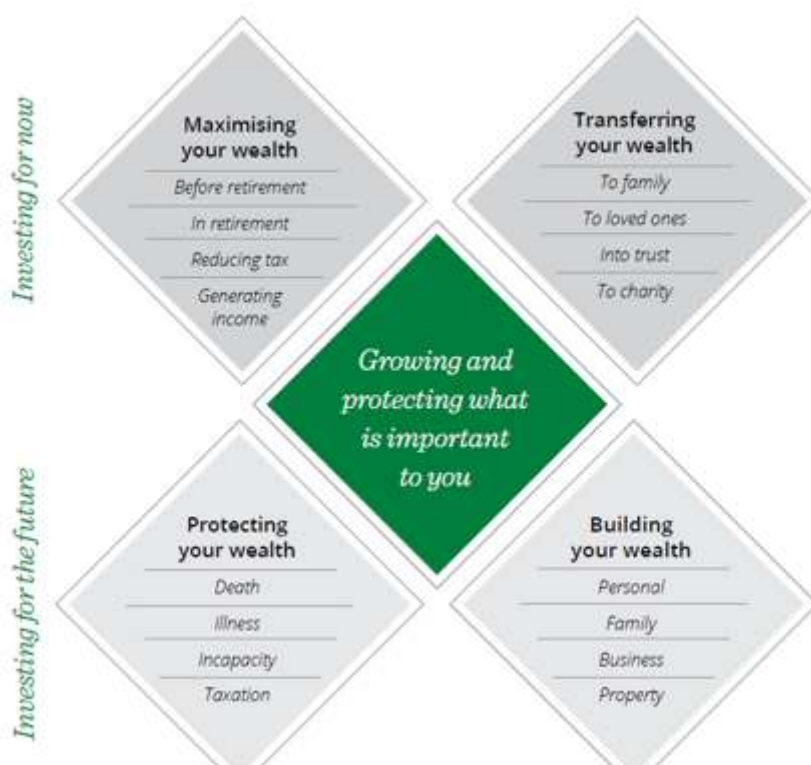 Investing for now
Maximising
your wealth
Before retirement
In retirement
Reducing tax
Generating
income
Transferring
your wealth
To family
To loved ones
Into trust
To charity
Growing and
protecting what
is important
to you
Investing for the future
Protecting
your wealth
Death
Illness
Incapacity
Taxation
Building
your wealth
Personal
Family
Business
Property